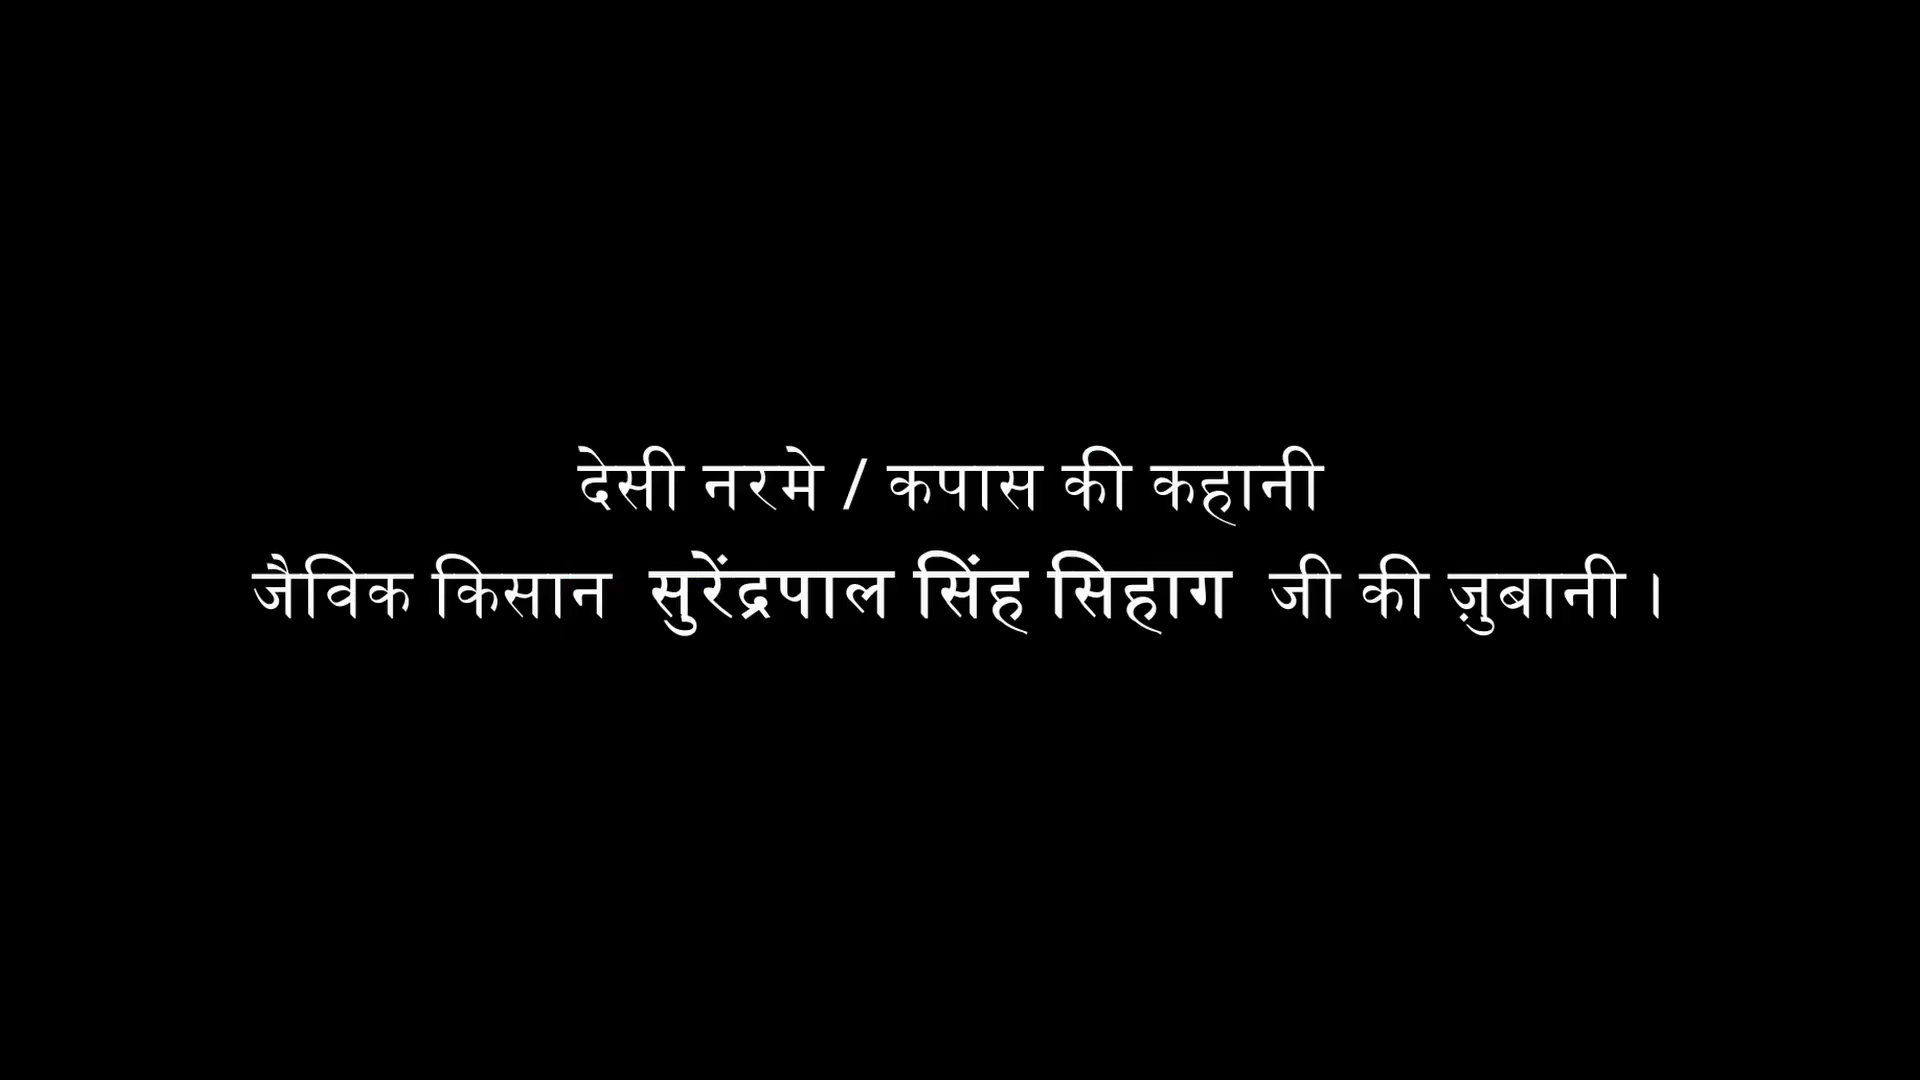 देसी नरमे / कपास की कहानी
जैविक किसान सुरेंद्रपाल सिंह सिहाग जी की ज़ुबानी ।